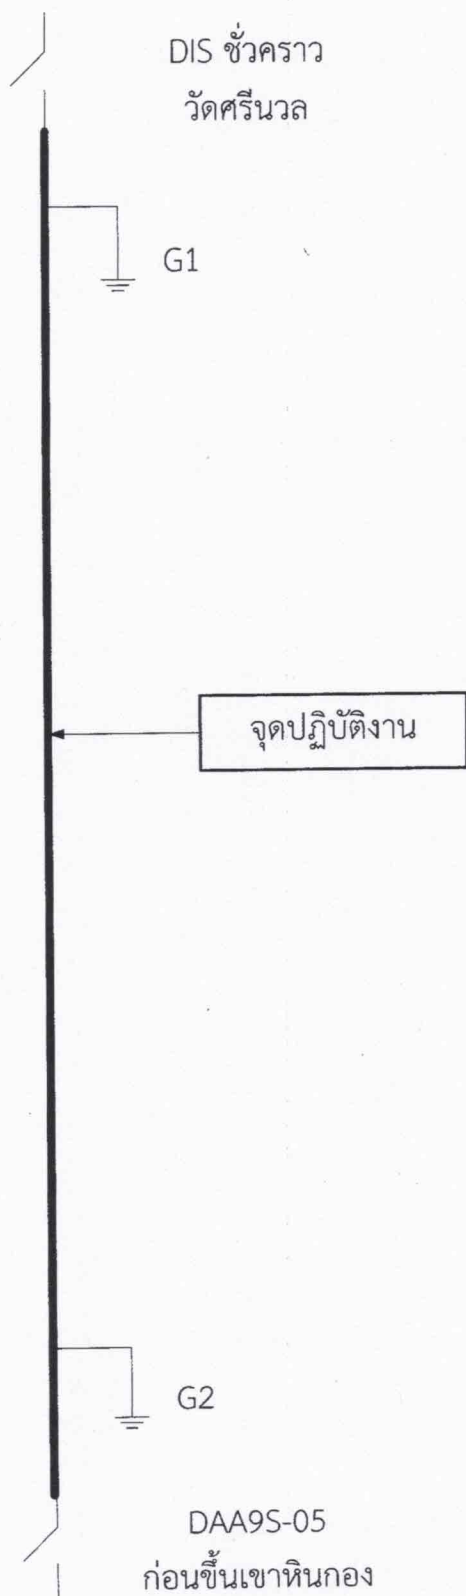 DIS ชั่วคราว
วัดศรีนวล
G1
จุดปฏิบัติงาน
G2
DAA9S-05
ก่อนขึ้นเขาหินกอง